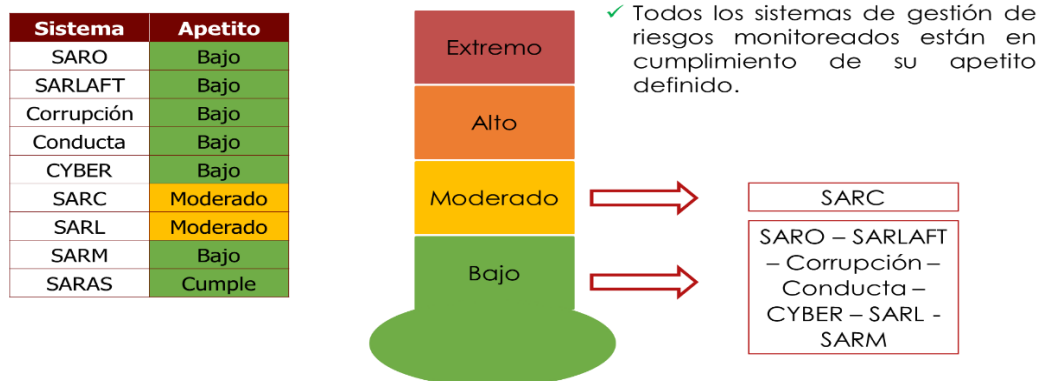 Sistema Apetito
SARO Bajo
SARLAFT Bajo
Corrupción Bajo
Conducta Bajo
CYBER Bajo
SARC Moderado
SARL Moderado
SARM Bajo
SARAS Cumple
Extremo
Alto
Moderado
Bajo
✓ Todos los sistemas de gestión de
riesgos monitoreados están en
cumplimiento de su apetito
definido.
SARC
SARO – SARLAFT
– Corrupción –
Conducta –
CYBER – SARL -
SARM